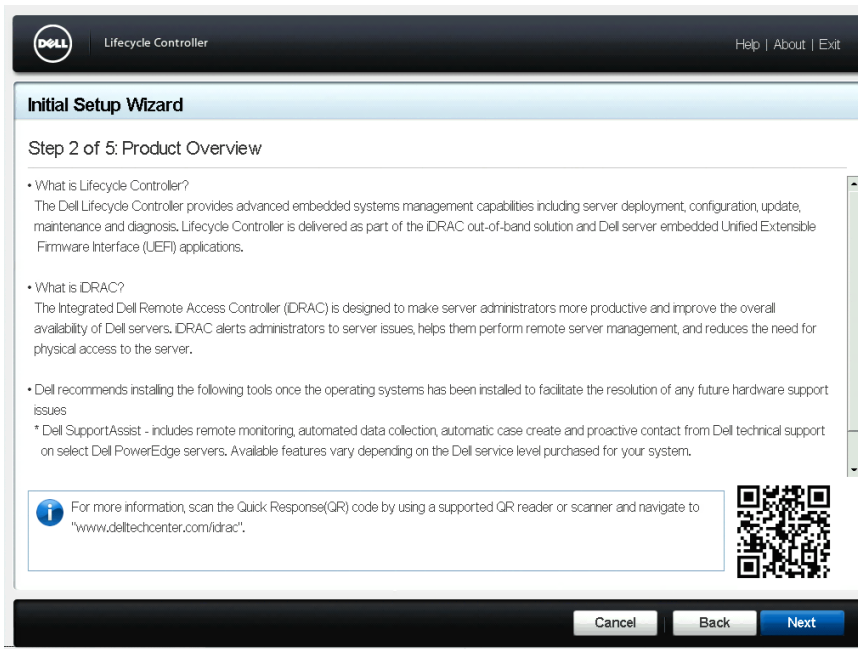 DELL
Lifecycle Controller
Help | About | Exit
Initial Setup Wizard
Step 2 of 5: Product Overview
• What is Lifecycle Controller?
The Dell Lifecycle Controller provides advanced embedded systems management capabilities including server deployment, configuration, update,
maintenance and diagnosis. Lifecycle Controller is delivered as part of the iDRAC out-of-band solution and Dell server embedded Unified Extensible
Firmware Interface (UEFI) applications.
• What is iDRAC?
The Integrated Dell Remote Access Controller (iDRAC) is designed to make server administrators more productive and improve the overall
availability of Dell servers. iDRAC alerts administrators to server issues, helps them perform remote server management, and reduces the need for
physical access to the server.
• Dell recommends installing the following tools once the operating systems has been installed to facilitate the resolution of any future hardware support
issues
* Dell SupportAssist - includes remote monitoring, automated data collection, automatic case create and proactive contact from Dell technical support
on select Dell PowerEdge servers. Available features vary depending on the Dell service level purchased for your system.
For more information, scan the Quick Response(QR) code by using a supported QR reader or scanner and navigate to
"www.delltechcenter.com/idrac".
Cancel
Back
Next